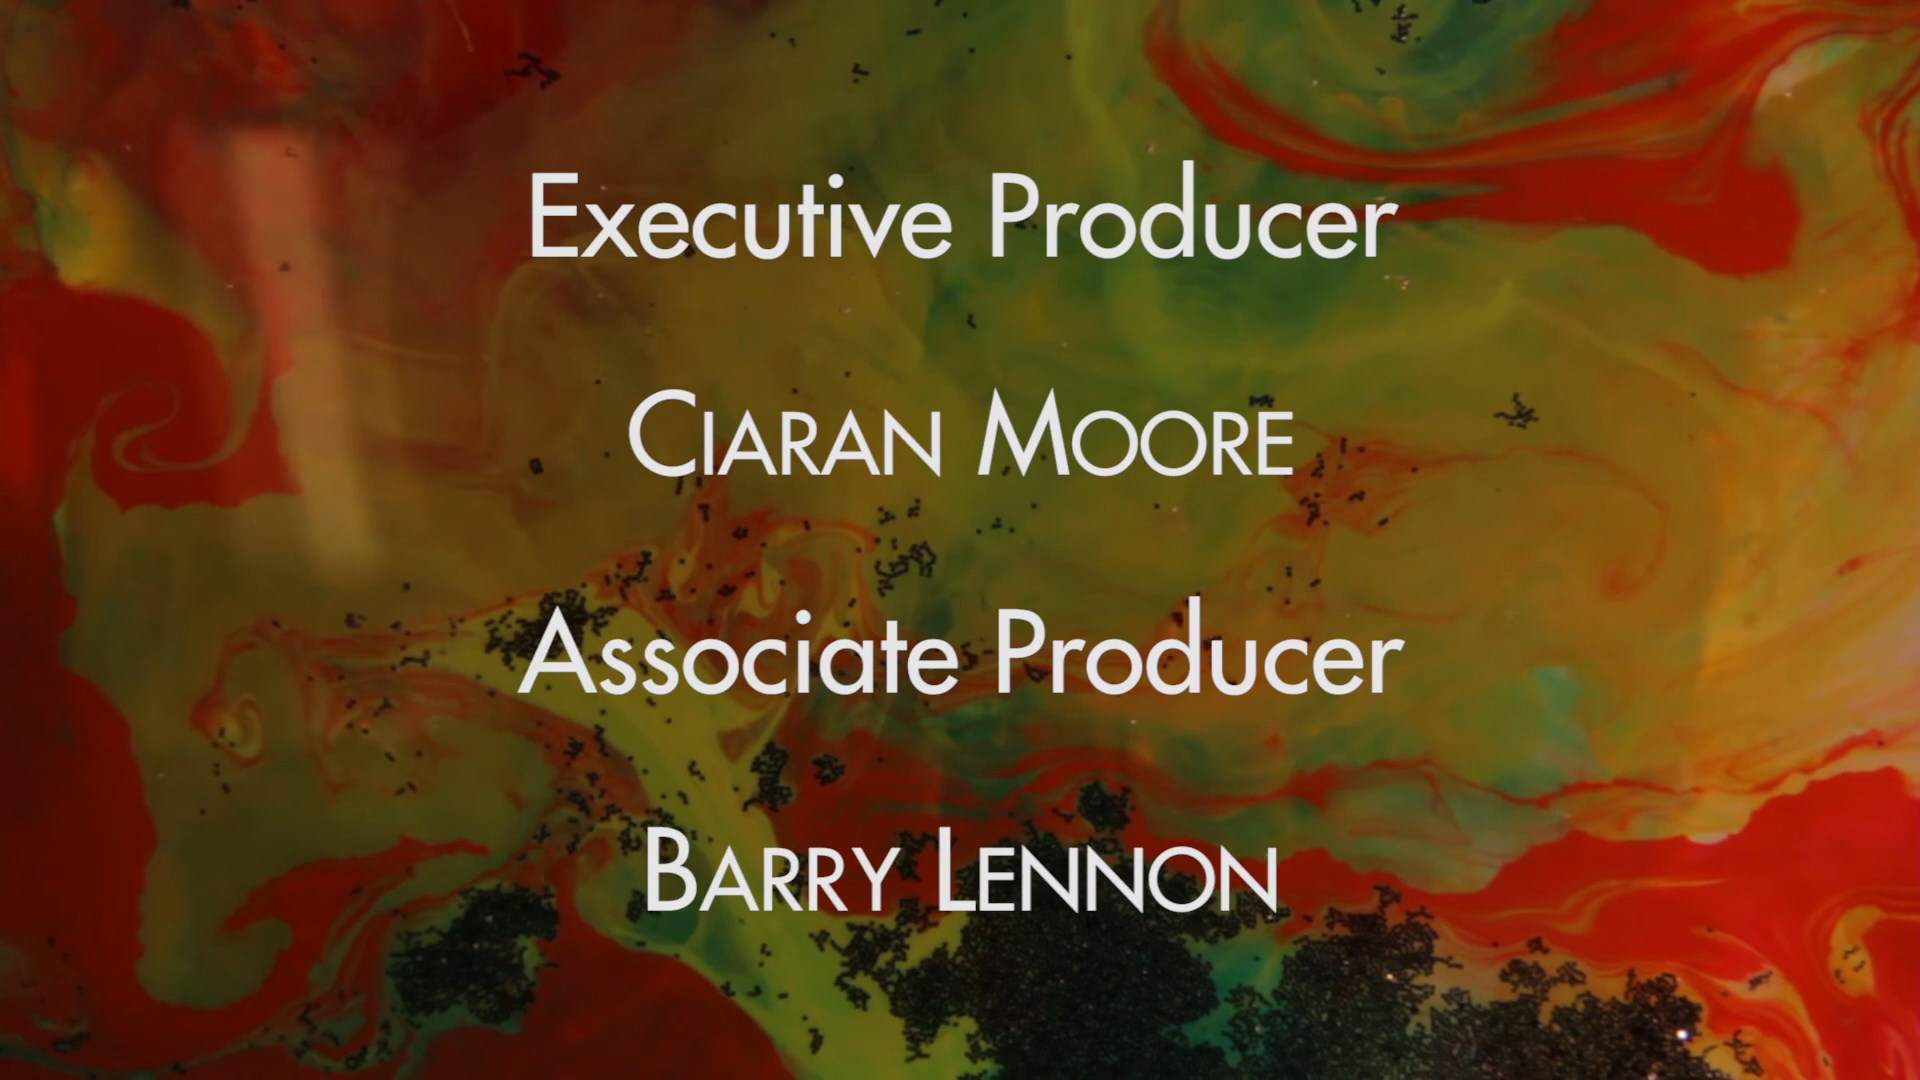 Executive Producer
Ciaran Moore
Associate Producer
Barry Lennon